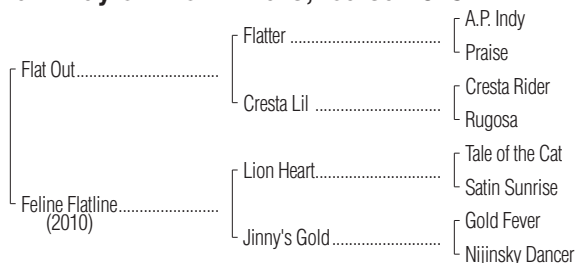 A.P. Indy
Flatter
Praise
Flat Out
Cresta Rider
Cresta Lil
Rugosa
Tale of the Cat
Lion Heart
Satin Sunrise
Feline Flatline
(2010)
Gold Fever
Jinny's Gold
Nijinsky Dancer